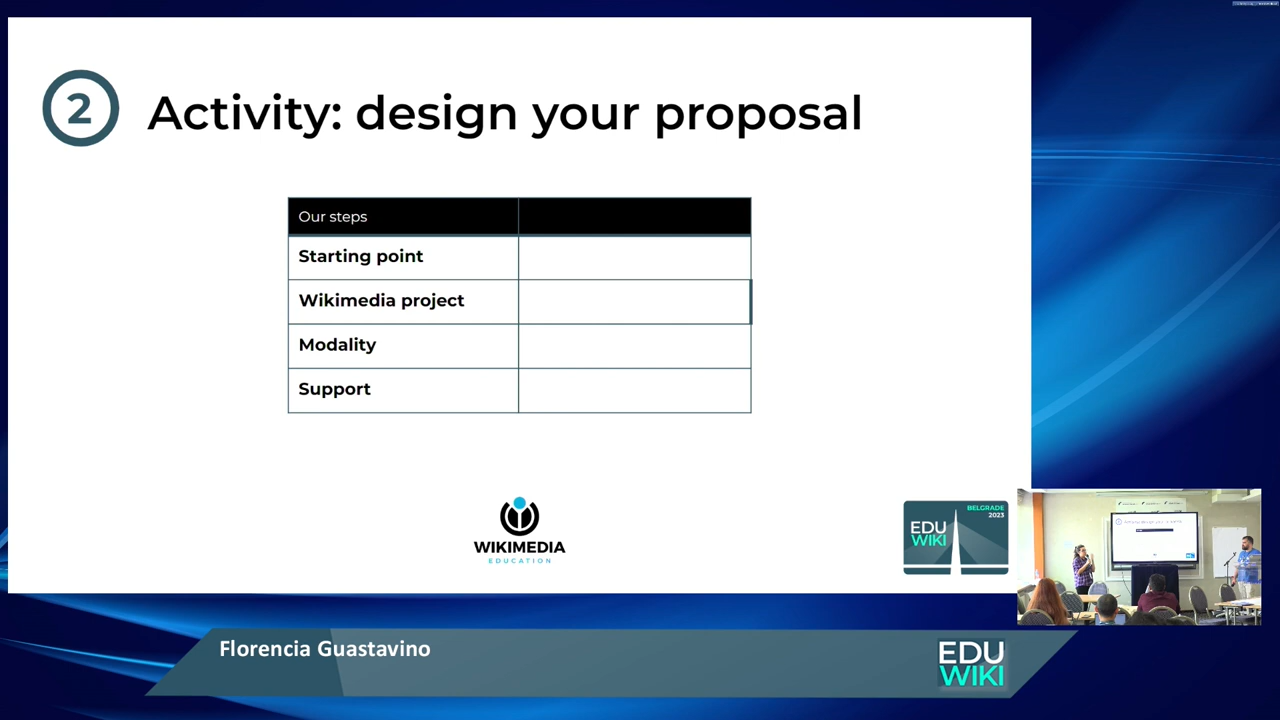 2
Activity: design your proposal
Our steps
Starting point
Wikimedia project
Modality
Support
WIKIMEDIA
EDUCATION
BELGRADE
2023
EDU
WIKI
Florencia Guastavino
EDU
WIKI